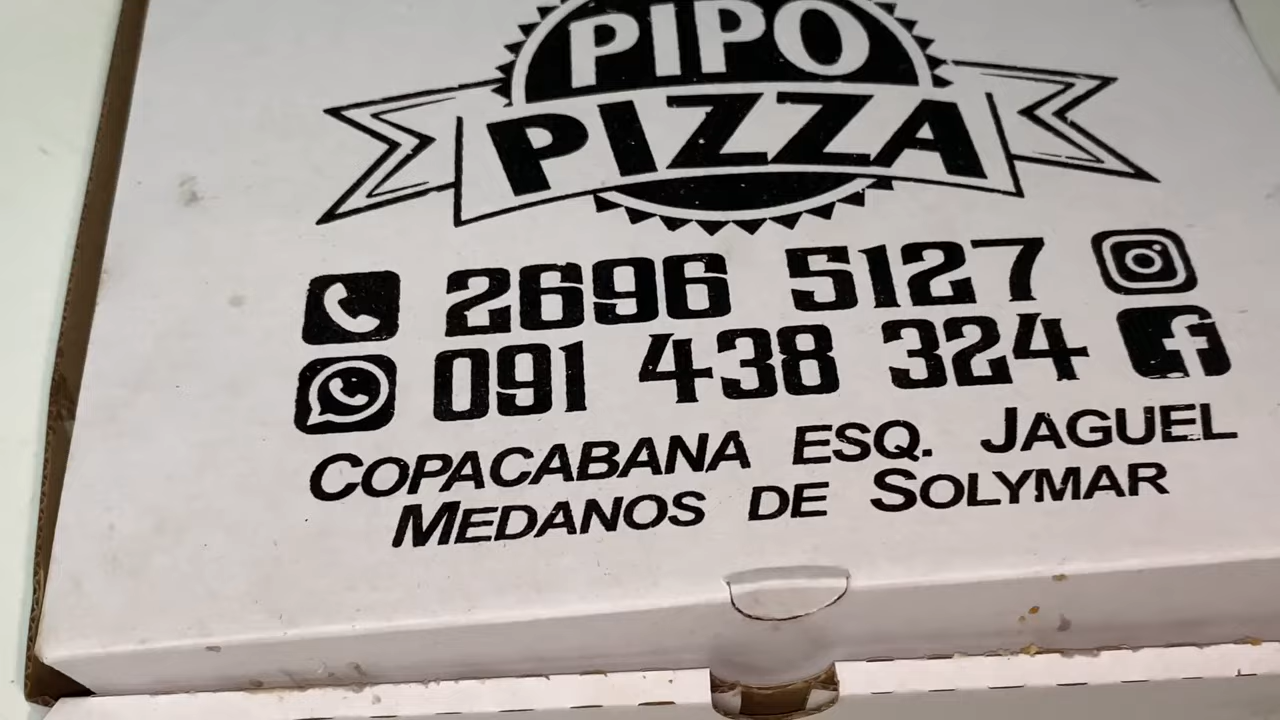 PIPO
PIZZA
2696 5127
091 438 324
COPACABANA ESQ. JAGUEL
MEDANOS DE SOLYMAR